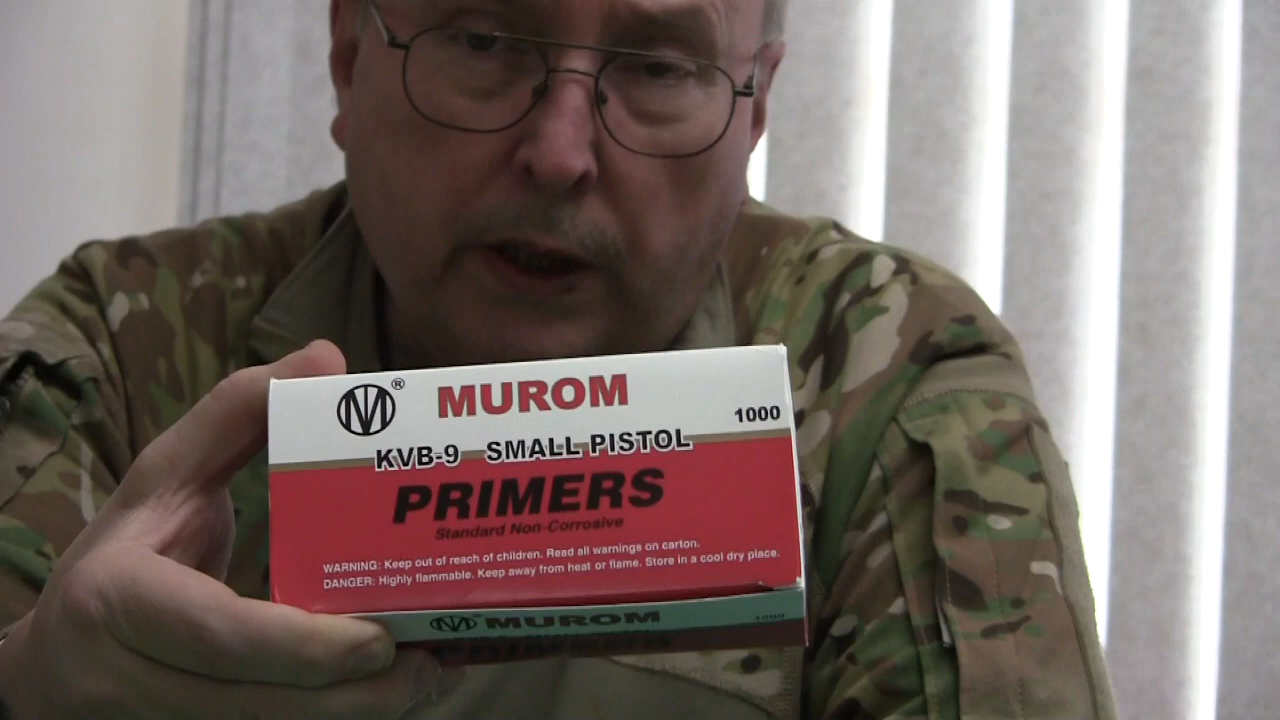 ® MUROM
1000
KVB-9 SMALL PISTOL
PRIMERS
Standard Non-Corrosive
WARNING: Keep out of reach of children. Read all warnings on carton.
DANGER: Highly flammable. Keep away from heat or flame. Store in a cool dry place.
MUROM 1000
PRIMERS